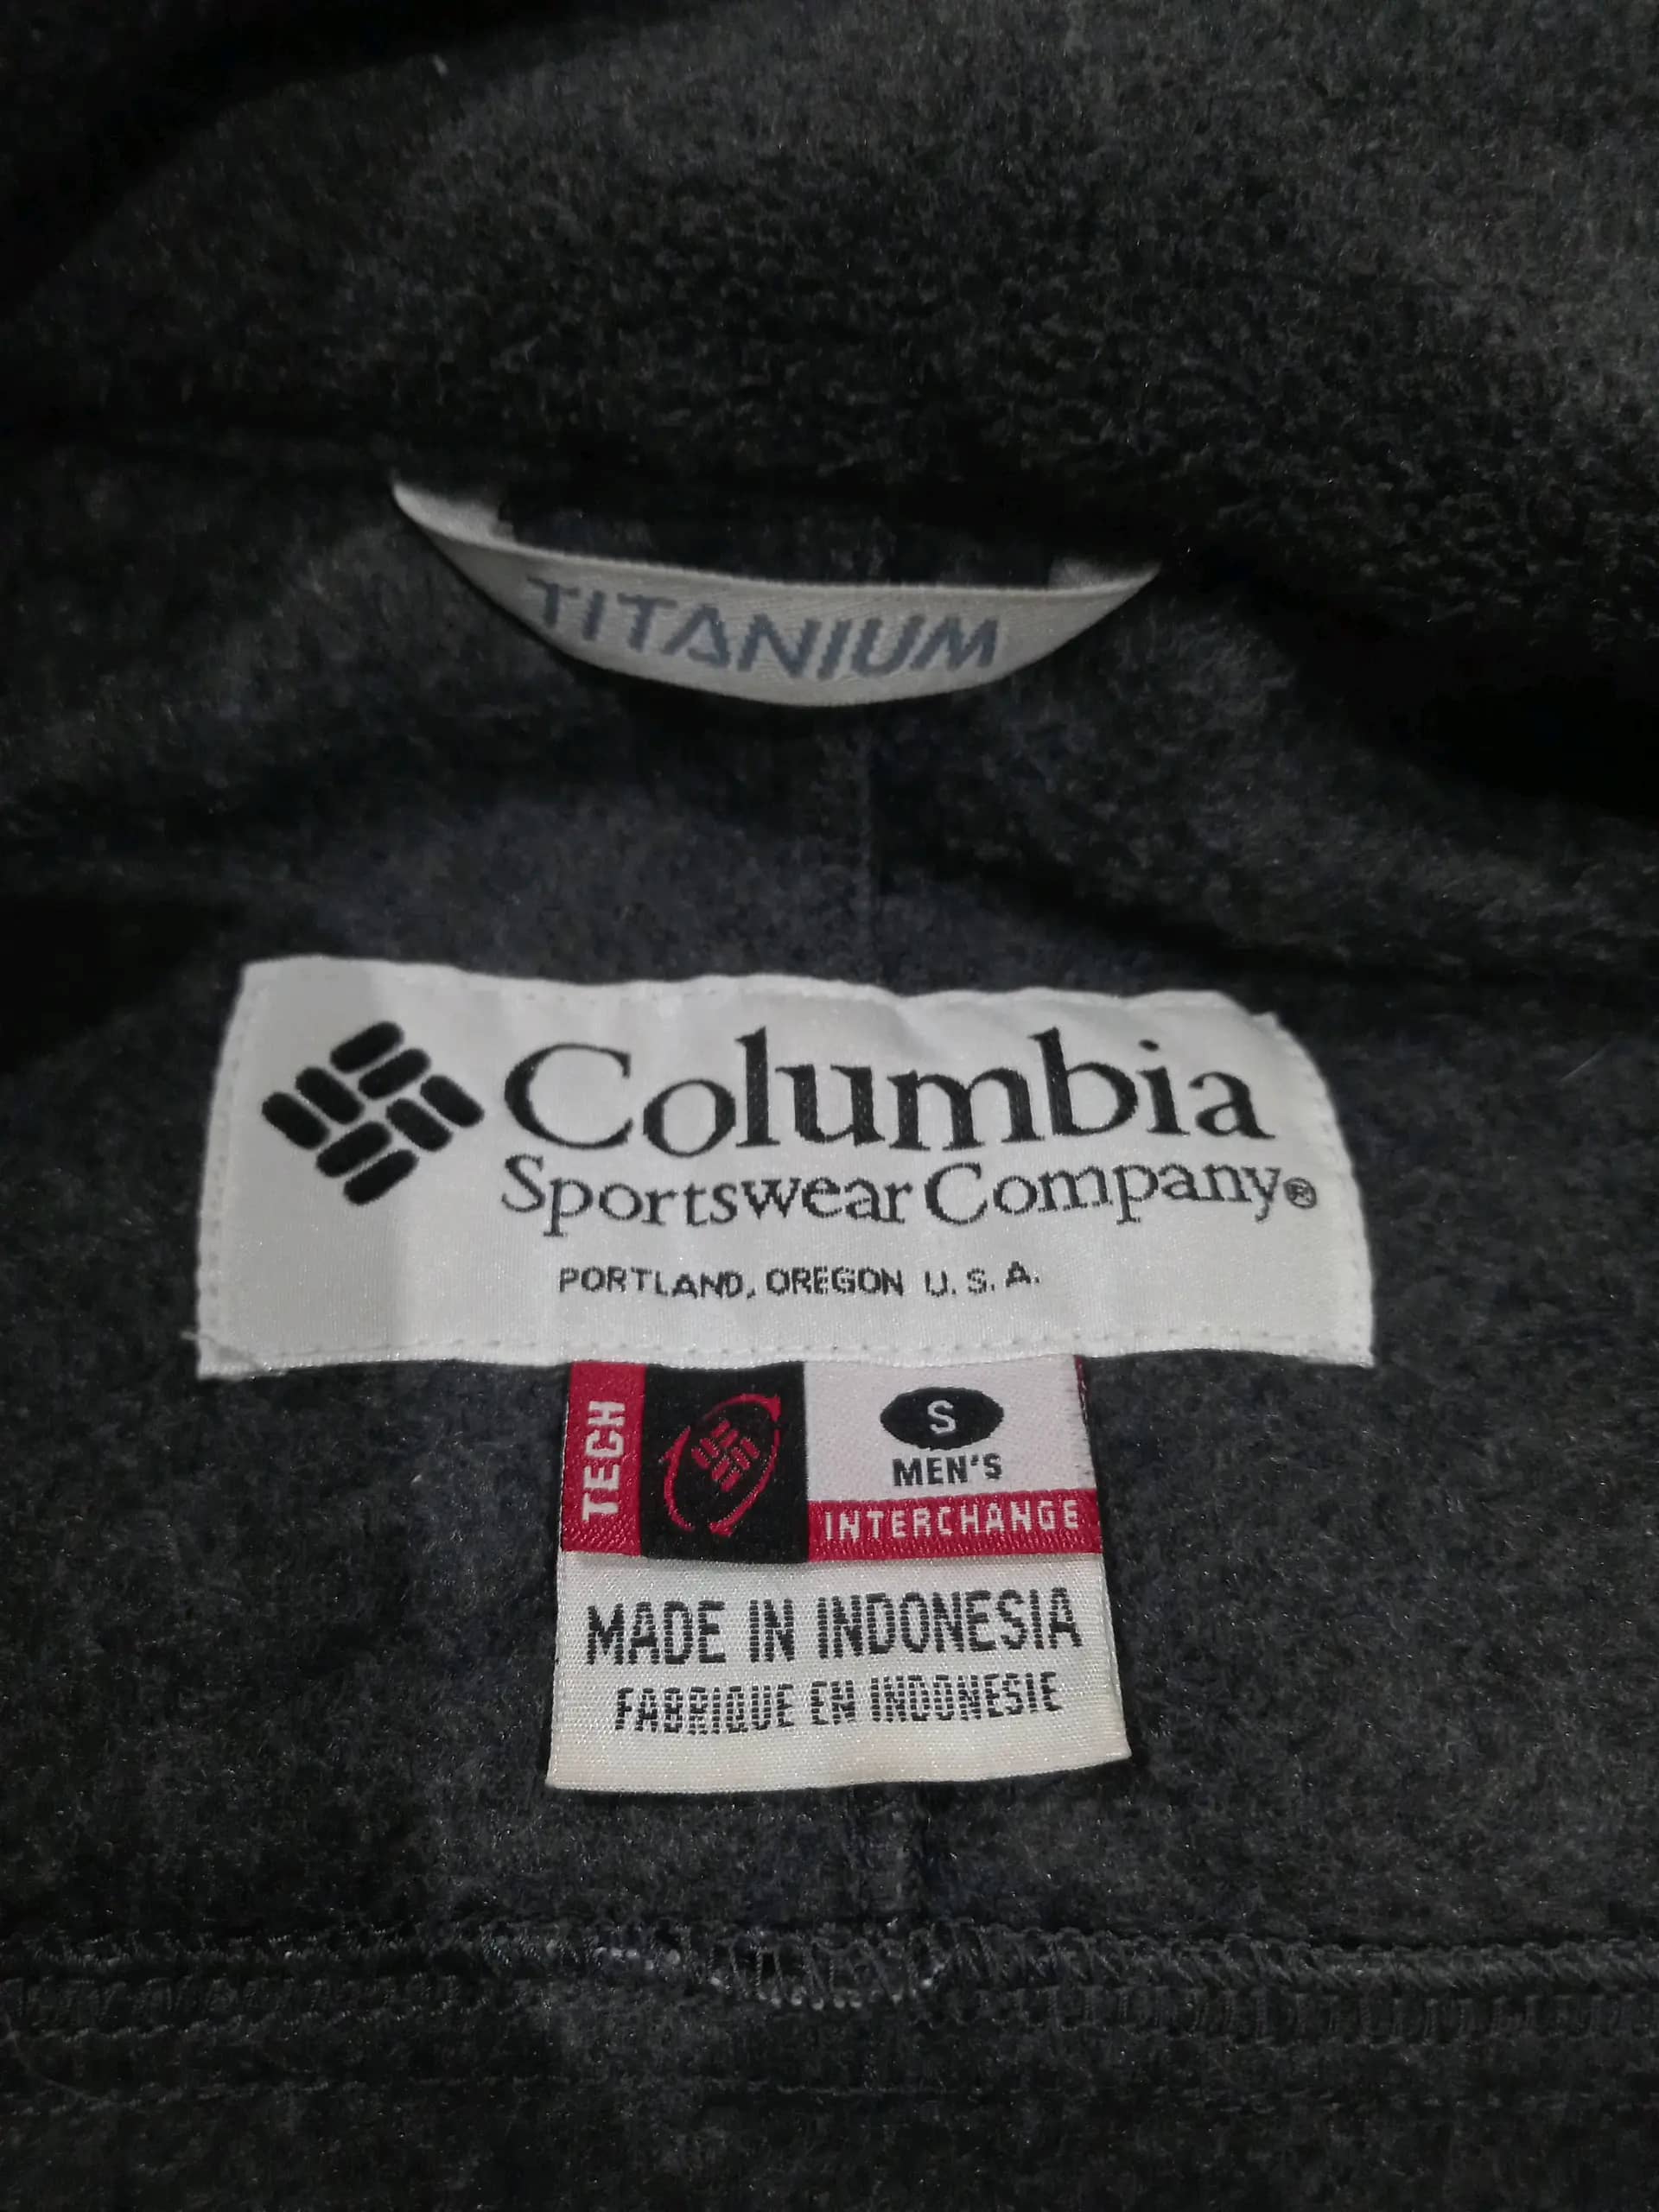 TITANIUM
Columbia
Sportswear Company®
PORTLAND, OREGON U.S.A.
TECH
S
MEN'S
INTERCHANGE
MADE IN INDONESIA
FABRIQUE EN INDONESIE